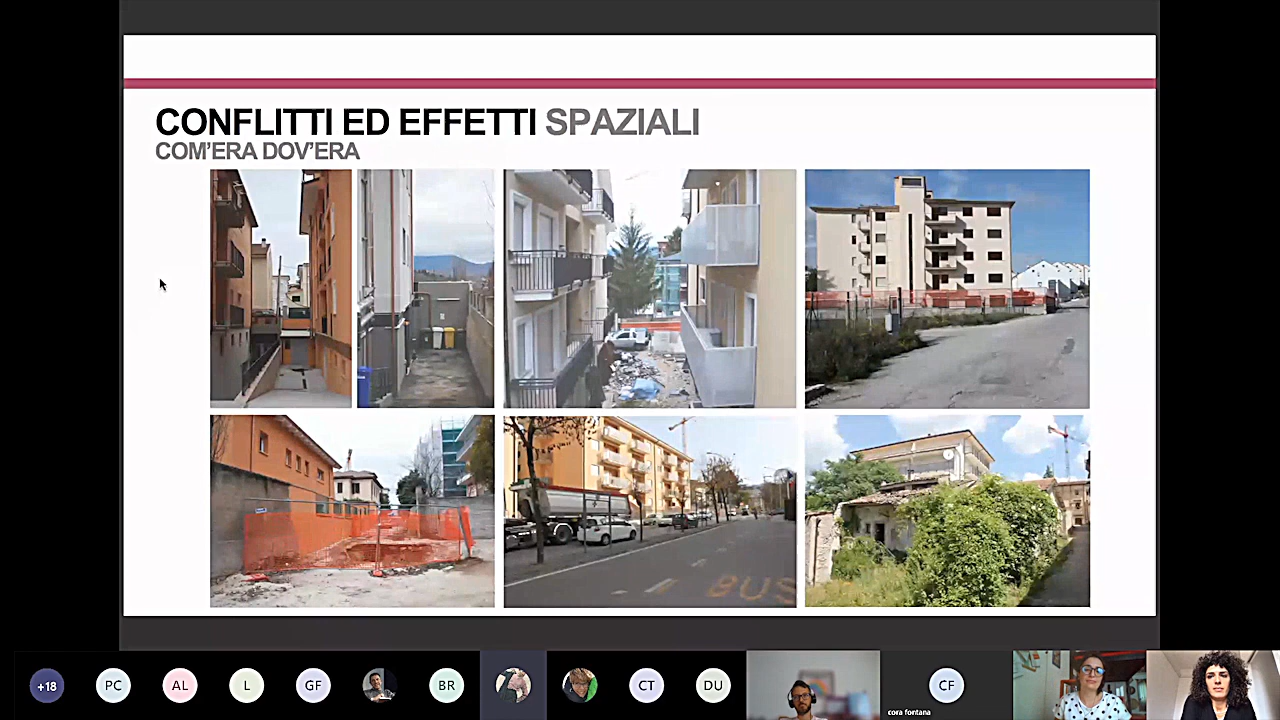 CONFLITTI ED EFFETTI SPAZIALI
COM'ERA DOV'ERA
BUS
+18
PC
AL
L
GF
BR
CT
DU
CF
cora fontana